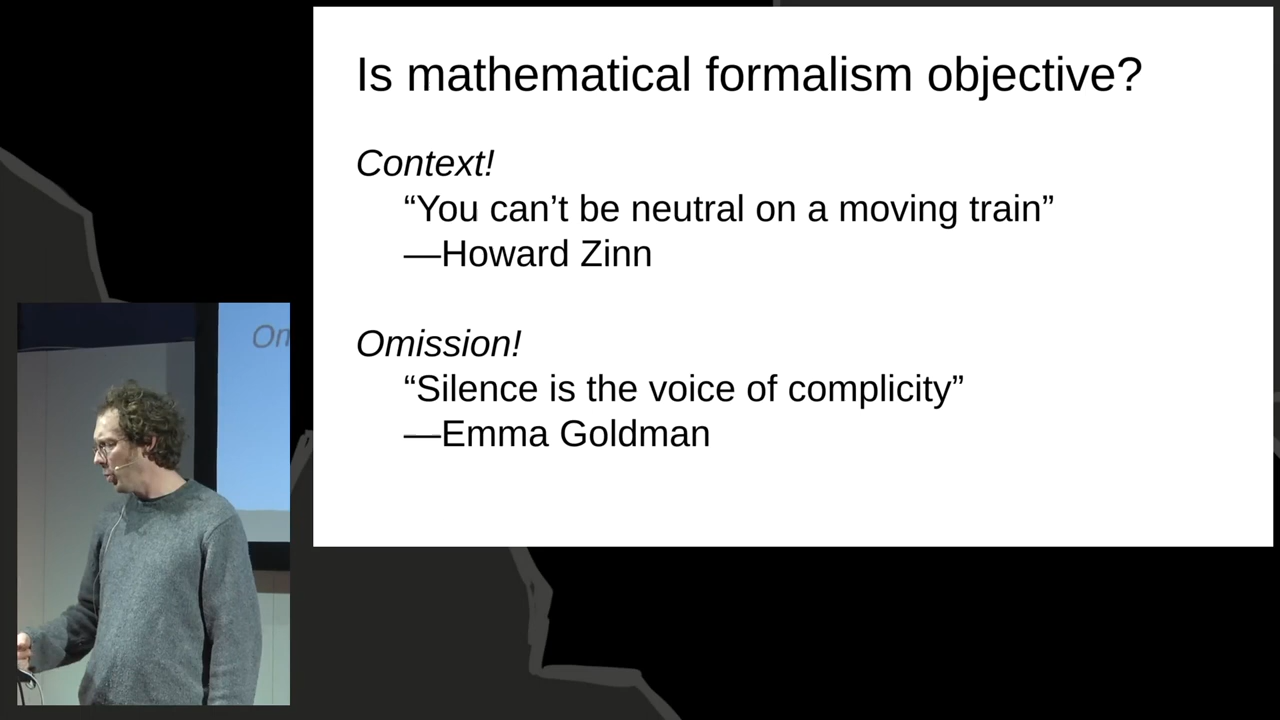 Is mathematical formalism objective?
Context!
“You can’t be neutral on a moving train”
—Howard Zinn
Omission!
“Silence is the voice of complicity”
—Emma Goldman
On